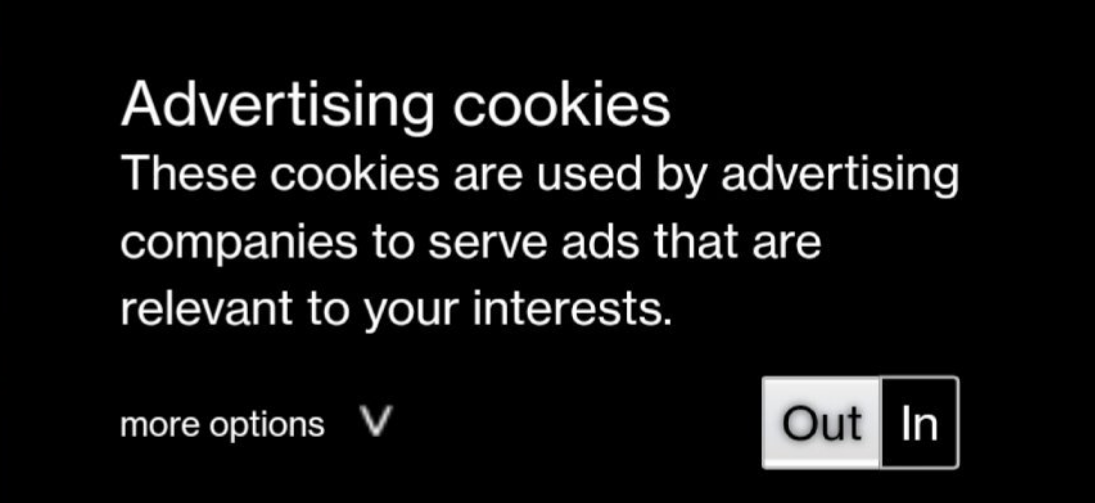 Advertising cookies
These cookies are used by advertising
companies to serve ads that are
relevant to your interests.
more options
Out In